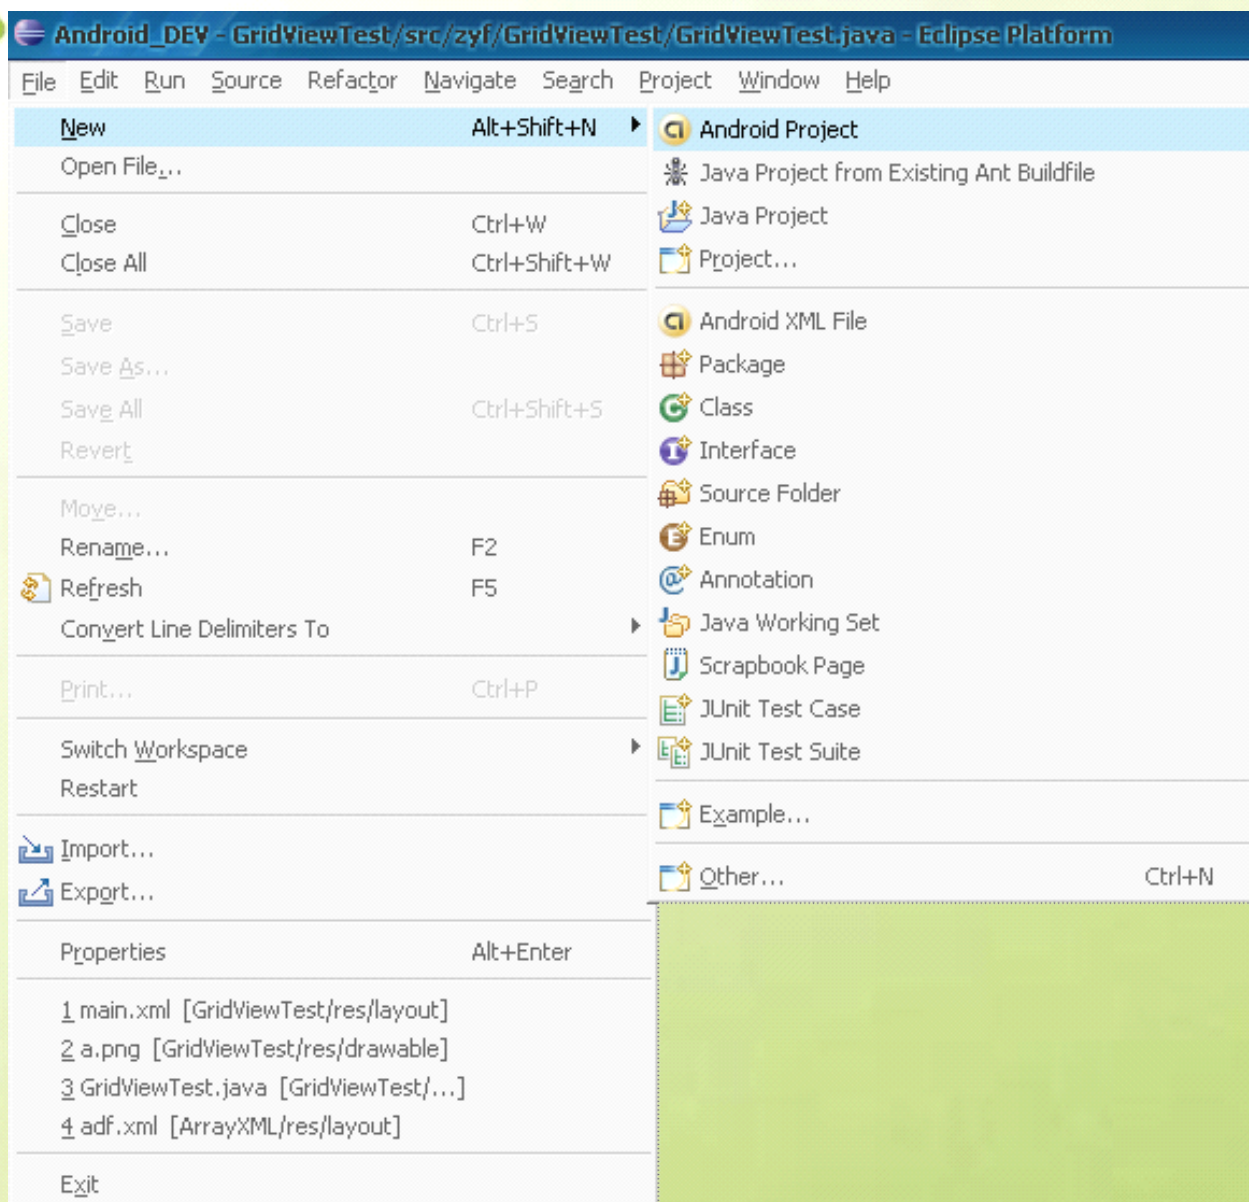 Android_DEV - GridViewTest/src/zyf/GridViewTest/GridViewTest.java - Eclipse Platform
File Edit Run Source Refactor Navigate Search Project Window Help
New Alt+Shift+N
Open File...
Close Ctrl+W
Close All Ctrl+Shift+W
Save Ctrl+S
Save As...
Save All Ctrl+Shift+S
Revert
Move...
Rename... F2
Refresh F5
Convert Line Delimiters To
Print... Ctrl+P
Switch Workspace
Restart
Import...
Export...
Properties Alt+Enter
1 main.xml [GridViewTest/res/layout]
2 a.png [GridViewTest/res/drawable]
3 GridViewTest.java [GridViewTest/...]
4 adf.xml [ArrayXML/res/layout]
Exit
Android Project
Java Project from Existing Ant Buildfile
Java Project
Project...
Android XML File
Package
Class
Interface
Source Folder
Enum
Annotation
Java Working Set
Scrapbook Page
JUnit Test Case
JUnit Test Suite
Example...
Other... Ctrl+N